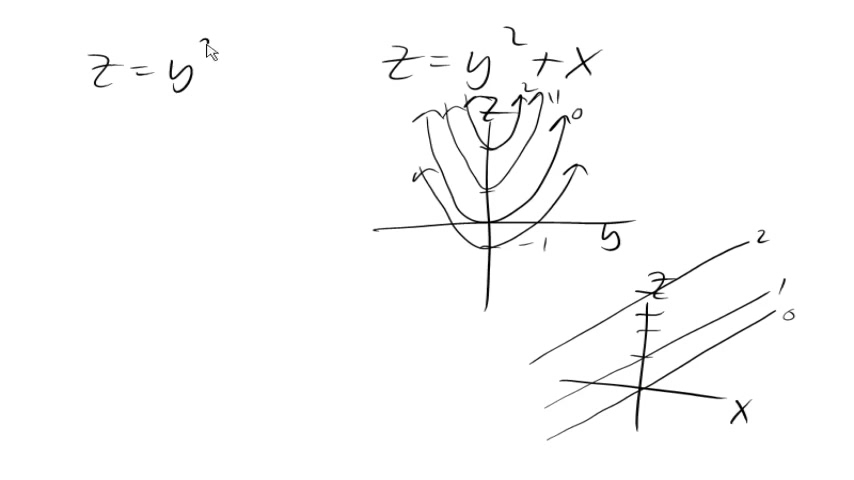 z = y²
z = y² + x
z
2
1
0
y
-1
2
z
1
0
x